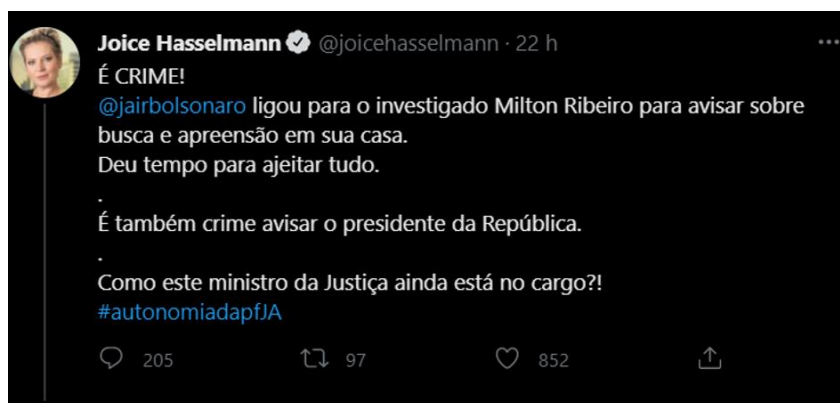 Joice Hasselmann @joicehasselmann · 22 h
É CRIME!
@jairbolsonaro ligou para o investigado Milton Ribeiro para avisar sobre
busca e apreensão em sua casa.
Deu tempo para ajeitar tudo.
.
É também crime avisar o presidente da República.
.
Como este ministro da Justiça ainda está no cargo?!
#autonomiadapfJA
205 97 852